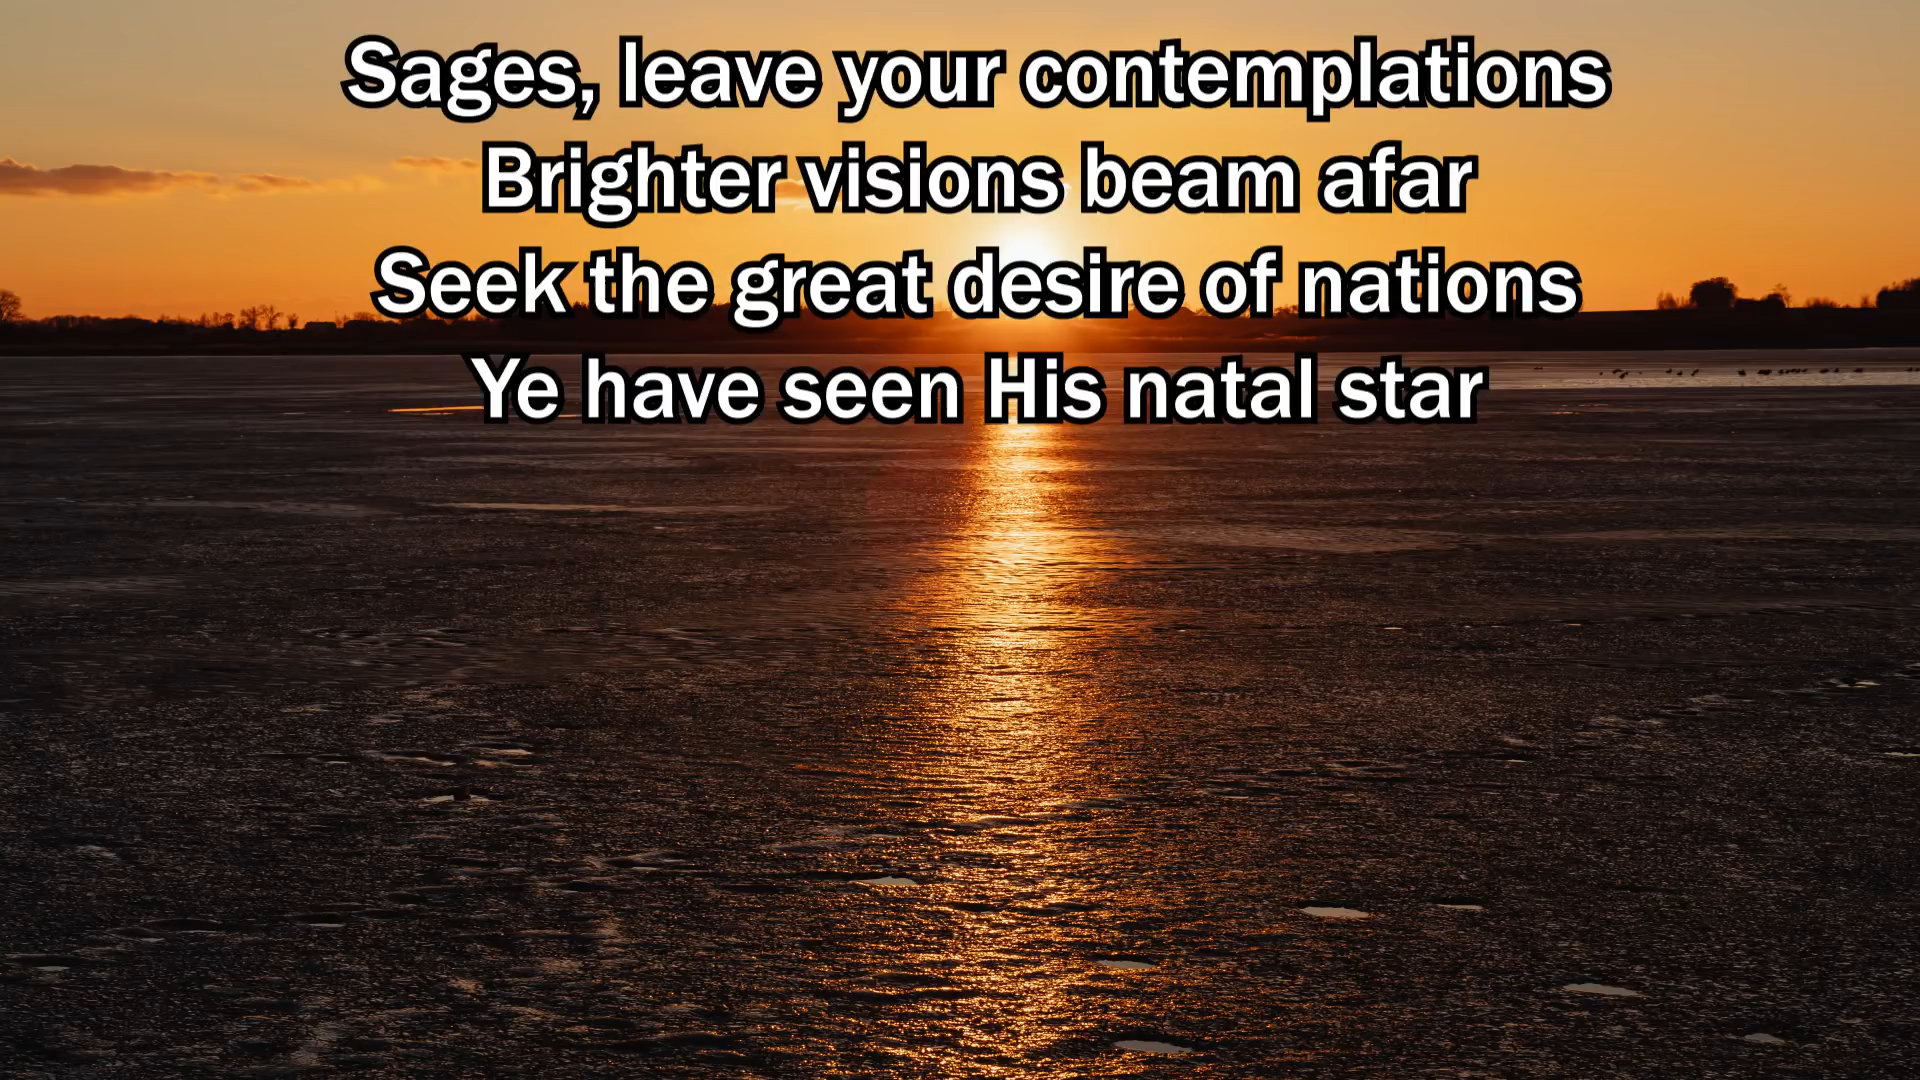 Sages, leave your contemplations
Brighter visions beam afar
Seek the great desire of nations
Ye have seen His natal star